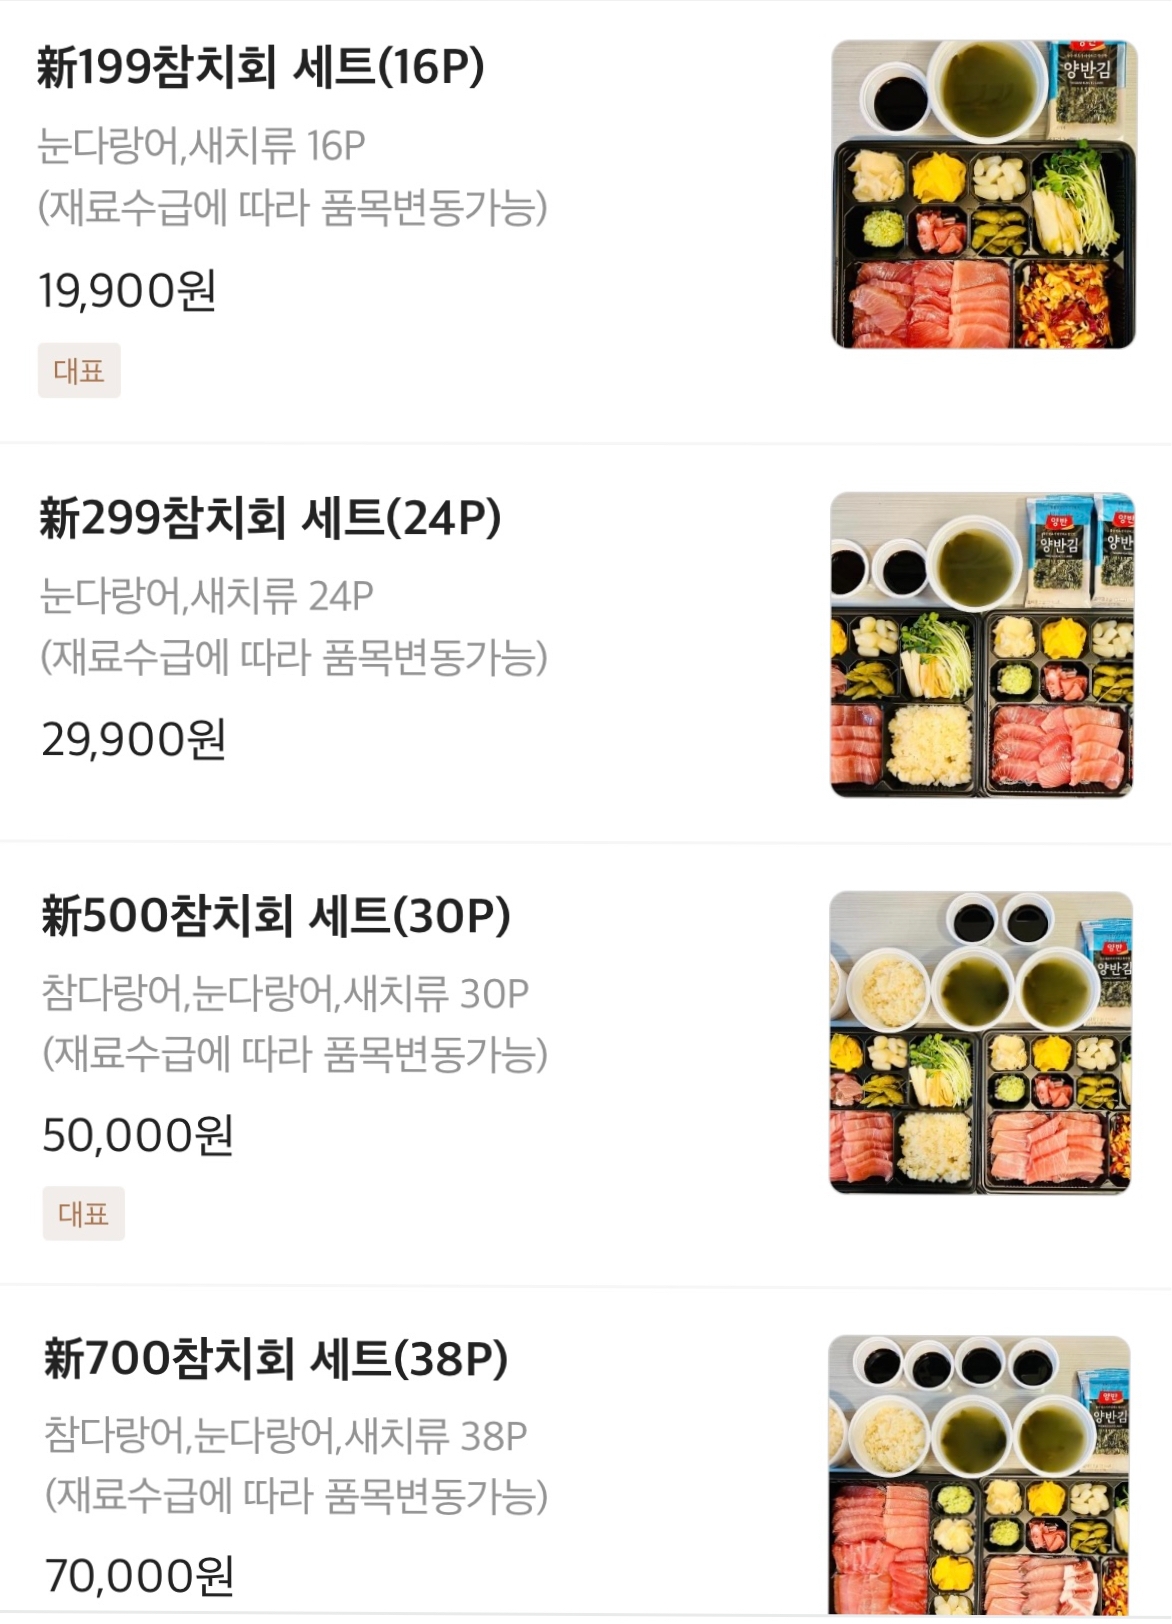 新199참치회 세트(16P)
눈다랑어,새치류 16P
(재료수급에 따라 품목변동가능)
19,900원
대표
양반김
新299참치회 세트(24P)
눈다랑어,새치류 24P
(재료수급에 따라 품목변동가능)
29,900원
양반
양반김
양반
양반
新500참치회 세트(30P)
참다랑어,눈다랑어,새치류 30P
(재료수급에 따라 품목변동가능)
50,000원
대표
양반
양반김
新700참치회 세트(38P)
참다랑어,눈다랑어,새치류 38P
(재료수급에 따라 품목변동가능)
70,000원
양반
양반김